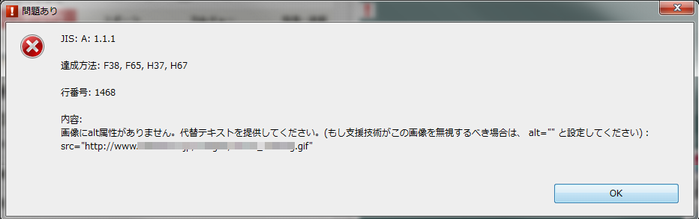 問題あり
JIS: A: 1.1.1
達成方法: F38, F65, H37, H67
行番号: 1468
内容:
画像にalt属性がありません。代替テキストを提供してください。(もし支援技術がこの画像を無視するべき場合は、 alt="" と設定してください) :
src="http://www. .gif"
OK